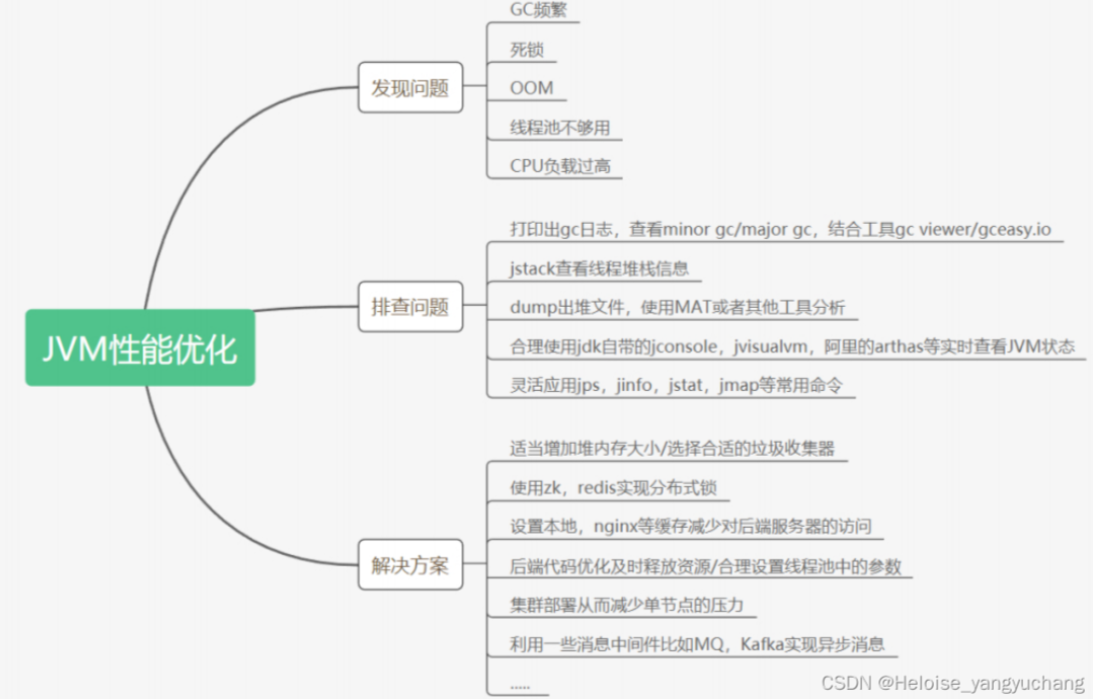 GC频繁
死锁
发现问题
OOM
线程池不够用
CPU负载过高
打印出gc日志，查看minor gc/major gc，结合工具gc viewer/gceasy.io
jstack查看线程堆栈信息
排查问题
dump出堆文件，使用MAT或者其他工具分析
JVM性能优化
合理使用jdk自带的jconsole，jvisualvm，阿里的arthas等实时查看JVM状态
灵活应用jps，jinfo，jstat，jmap等常用命令
适当增加堆内存大小/选择合适的垃圾收集器
使用zk，redis实现分布式锁
设置本地，nginx等缓存减少对后端服务器的访问
解决方案
后端代码优化及时释放资源/合理设置线程池中的参数
集群部署从而减少单节点的压力
利用一些消息中间件比如MQ，Kafka实现异步消息
.....
CSDN @Heloise_yangyuchang